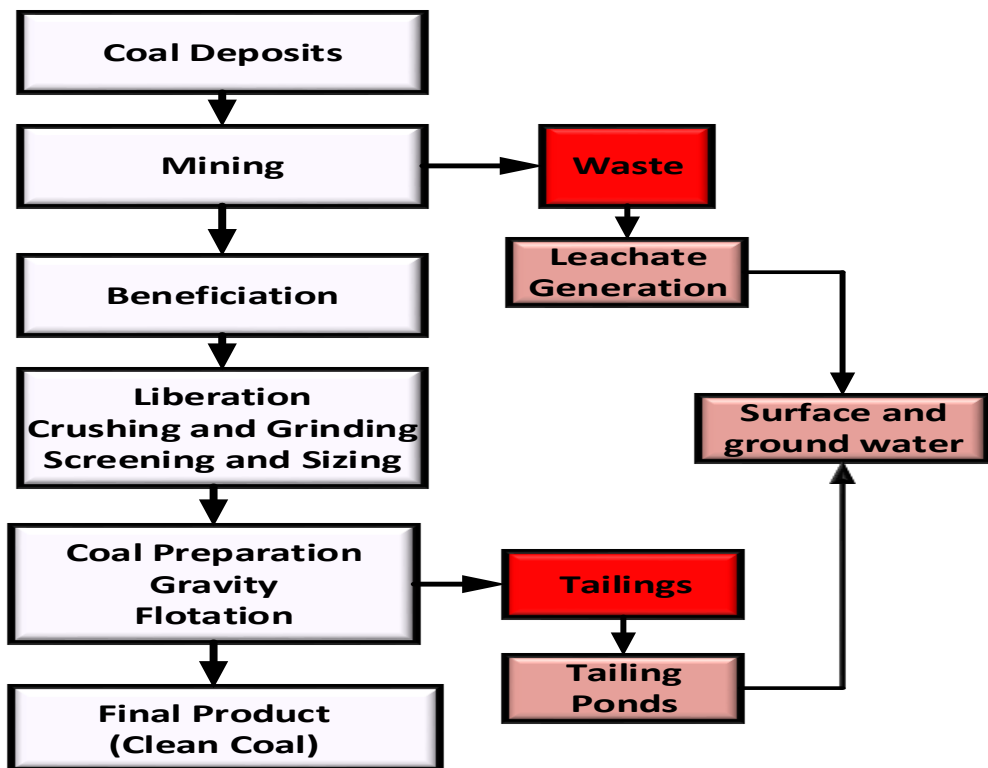 Coal Deposits
Mining
Waste
Leachate
Generation
Beneficiation
Liberation
Crushing and Grinding
Screening and Sizing
Surface and
ground water
Coal Preparation
Gravity
Flotation
Tailings
Tailing
Ponds
Final Product
(Clean Coal)